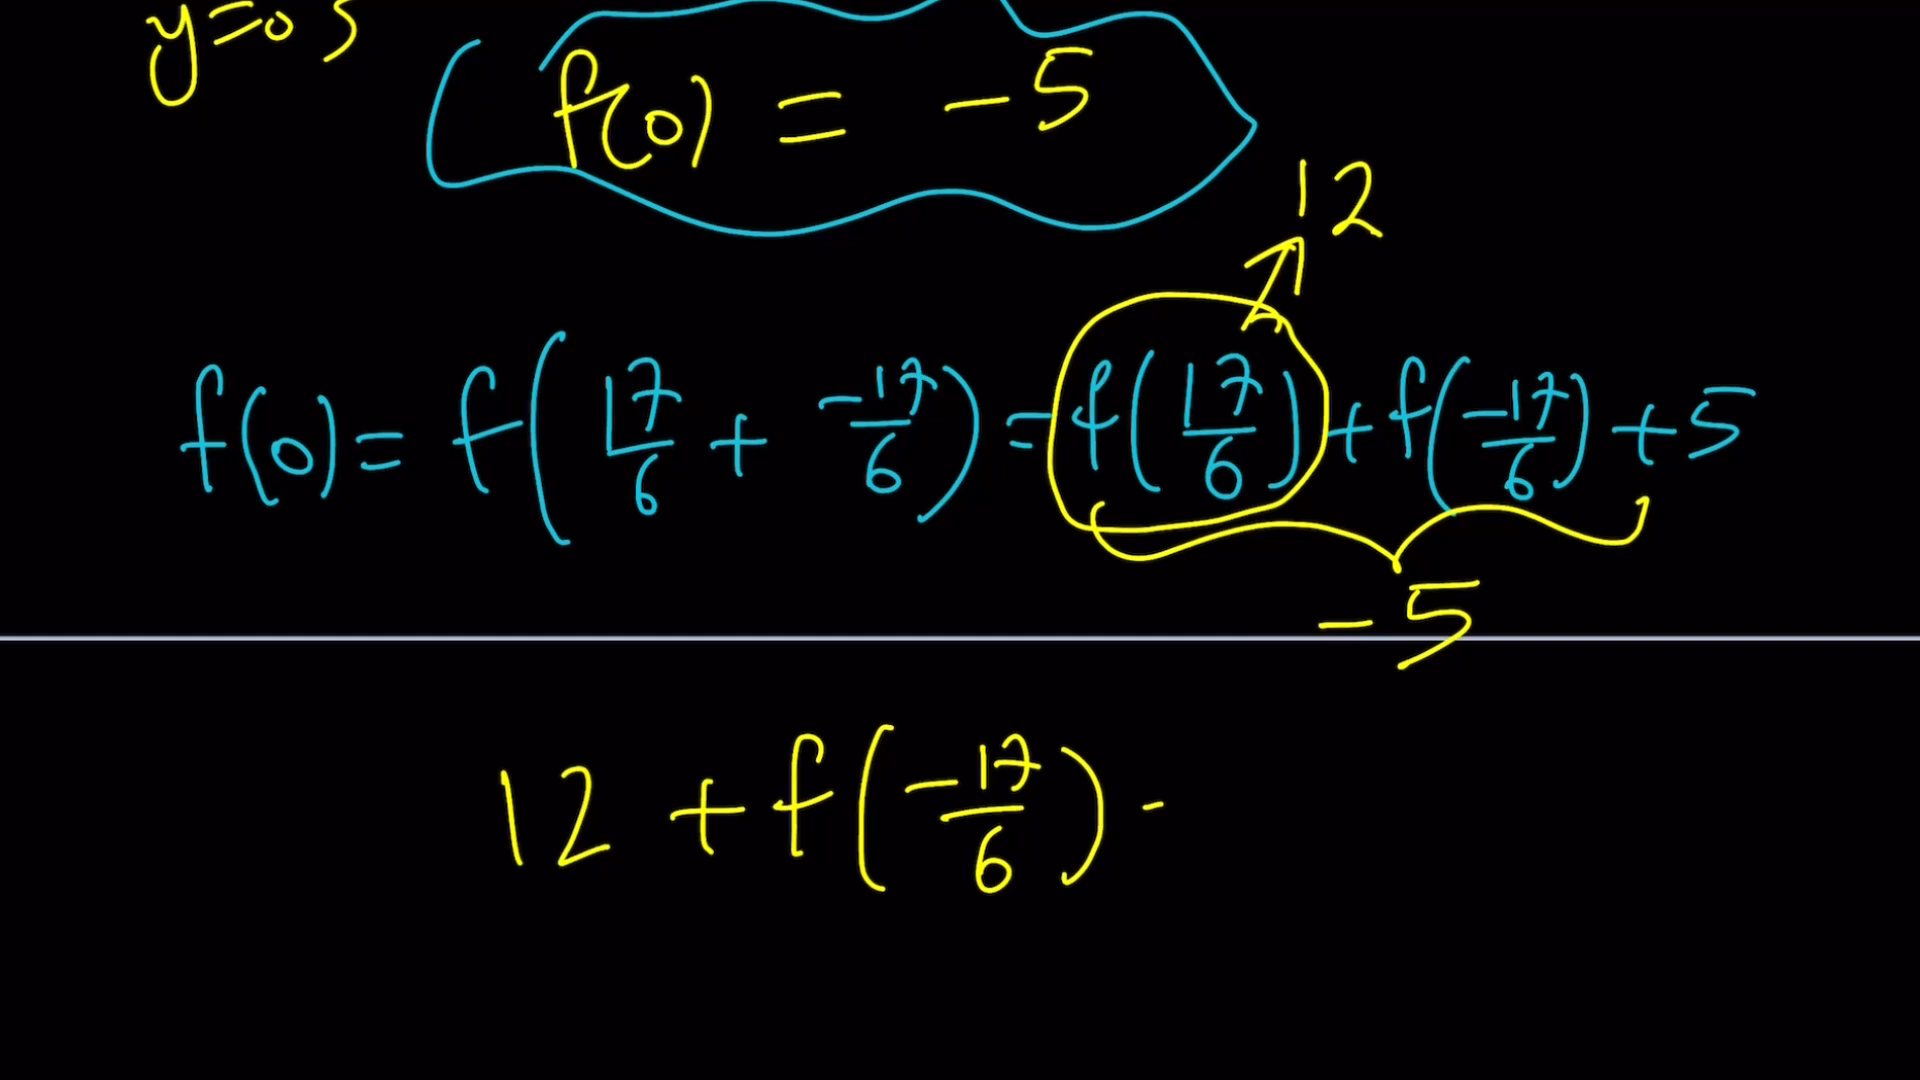 y=0
f(0) = -5
12
f(0) = f(17/6 + -17/6) = f(17/6) + f(-17/6) + 5
-5
12 + f(-17/6) -